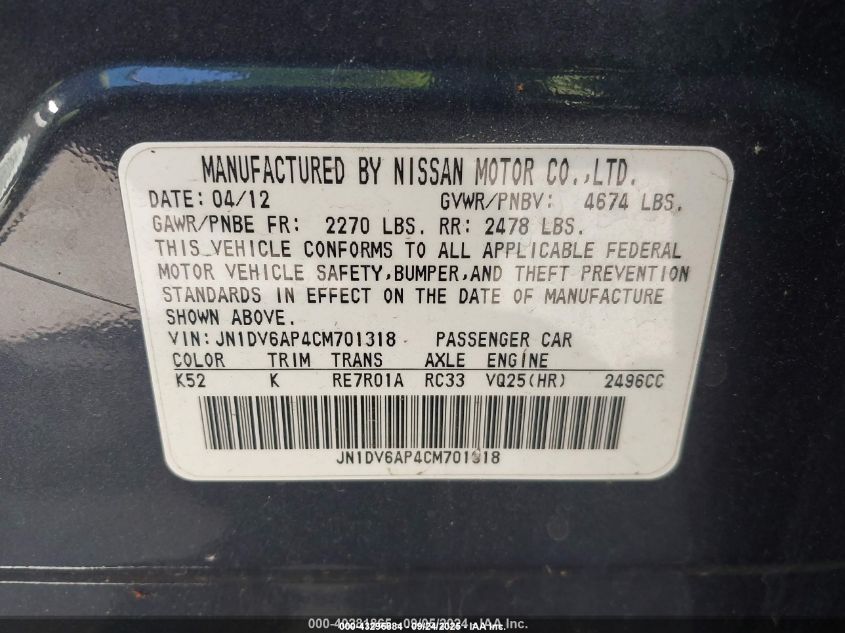 MANUFACTURED BY NISSAN MOTOR CO.,LTD.
DATE: 04/12 GVWR/PNBV: 4674 LBS.
GAWR/PNBE FR: 2270 LBS. RR: 2478 LBS.
THIS VEHICLE CONFORMS TO ALL APPLICABLE FEDERAL
MOTOR VEHICLE SAFETY,BUMPER,AND THEFT PREVENTION
STANDARDS IN EFFECT ON THE DATE OF MANUFACTURE
SHOWN ABOVE.
VIN: JN1DV6AP4CM701318 PASSENGER CAR
COLOR TRIM TRANS AXLE ENGINE
K52 K RE7R01A RC33 VQ25(HR) 2496CC
JN1DV6AP4CM701318
IAA Inc.